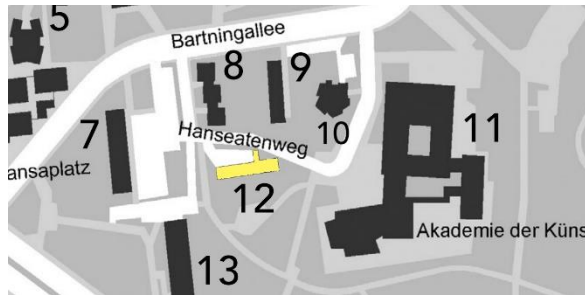 5
Bartningallee
8
9
7
Hanseatenweg
10
11
ansaplatz
12
Akademie der Küns
13